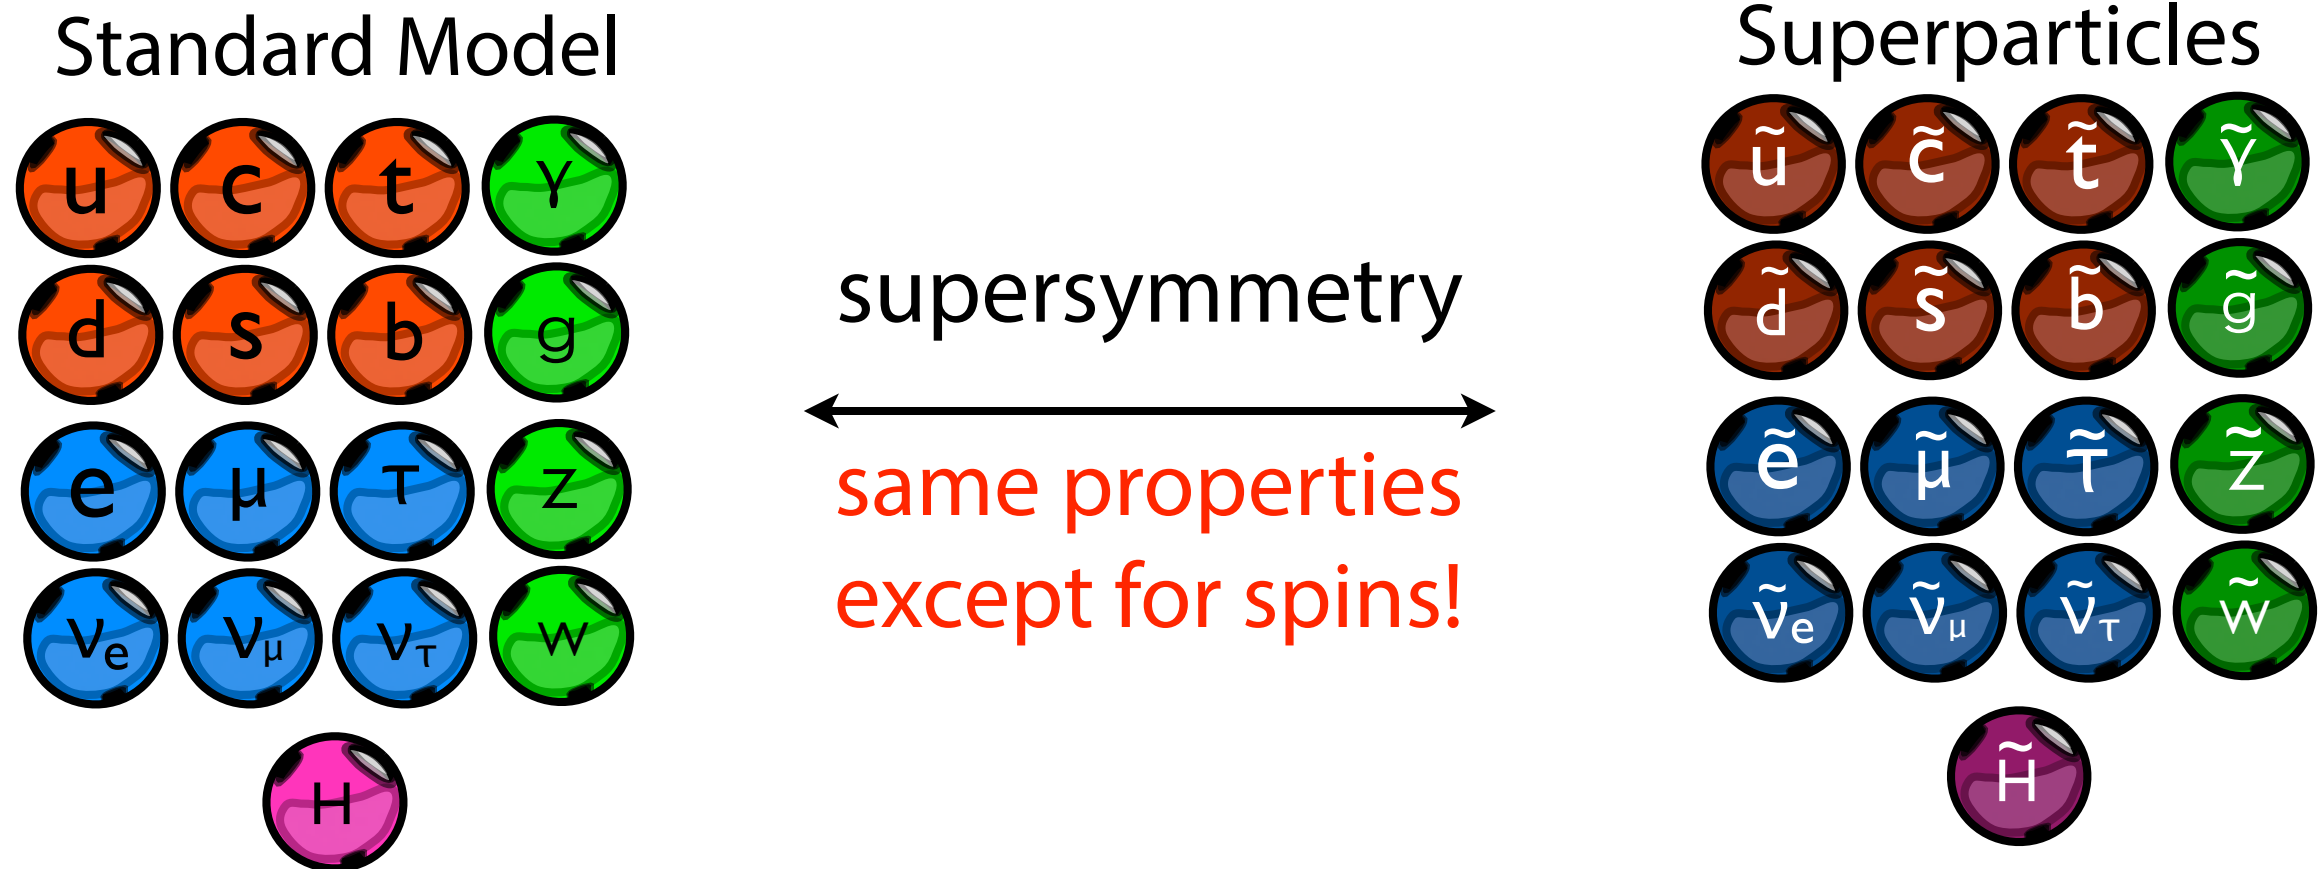 Standard Model
u c t γ
d s b g
e μ τ z
νe νμ ντ w
H
supersymmetry
same properties
except for spins!
Superparticles
ũ c̃ t̃ γ̃
d̃ s̃ b̃ g̃
ẽ μ̃ τ̃ z̃
ν̃e ν̃μ ν̃τ w̃
H̃